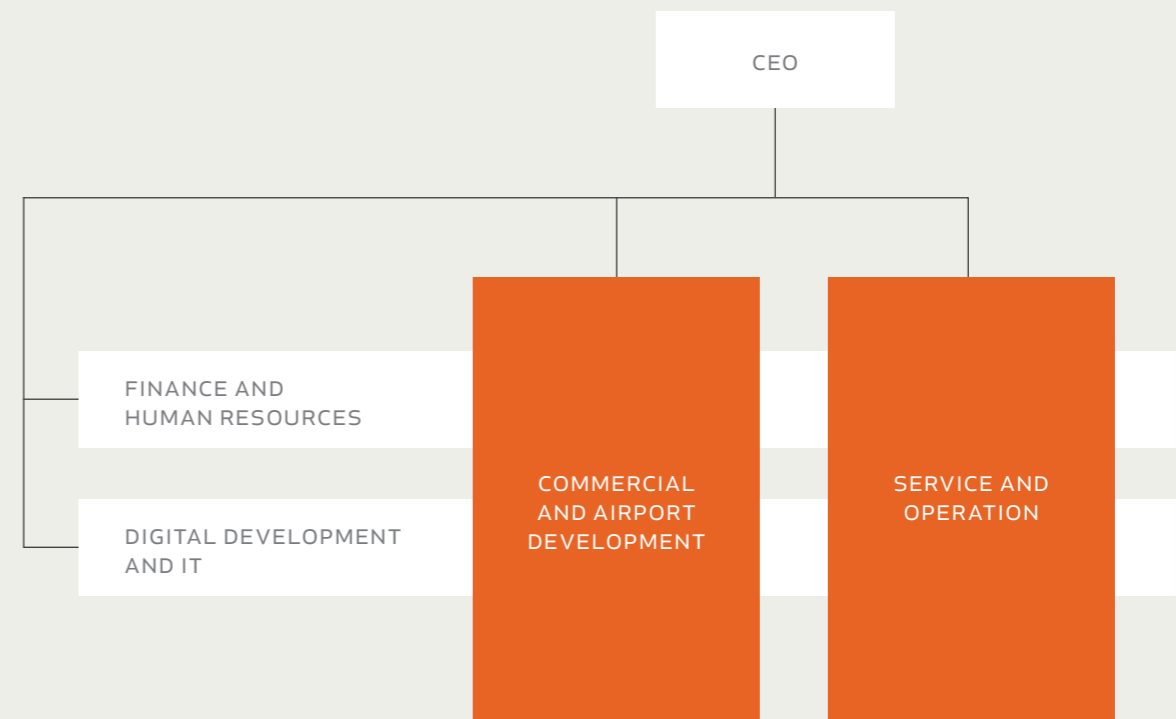 CEO
FINANCE AND
HUMAN RESOURCES
DIGITAL DEVELOPMENT
AND IT
COMMERCIAL
AND AIRPORT
DEVELOPMENT
SERVICE AND
OPERATION